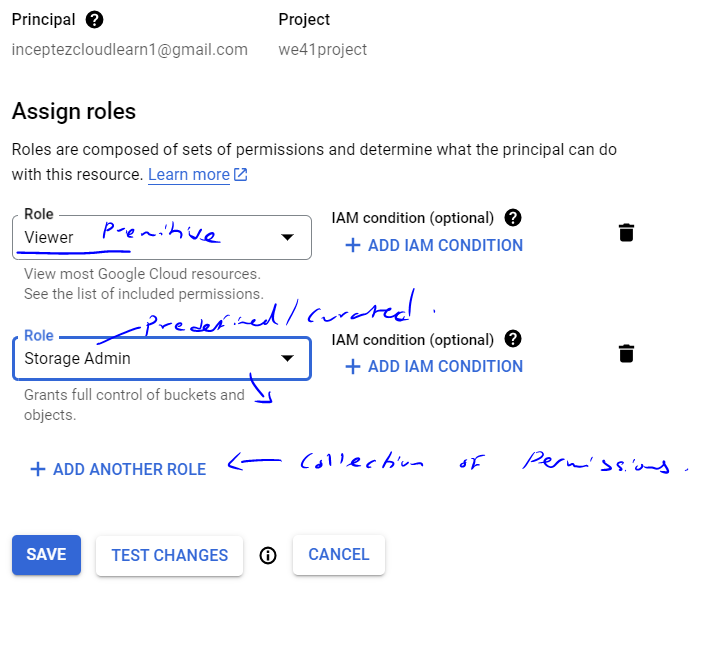 Principal Project
inceptezcloudlearn1@gmail.com we41project
Assign roles
Roles are composed of sets of permissions and determine what the principal can do
with this resource. Learn more
Role IAM condition (optional)
Viewer Premitive
+ ADD IAM CONDITION
View most Google Cloud resources.
See the list of included permissions.
Predefined / Curated.
Role IAM condition (optional)
Storage Admin
+ ADD IAM CONDITION
Grants full control of buckets and
objects.
+ ADD ANOTHER ROLE Collection of Permissions.
SAVE TEST CHANGES CANCEL